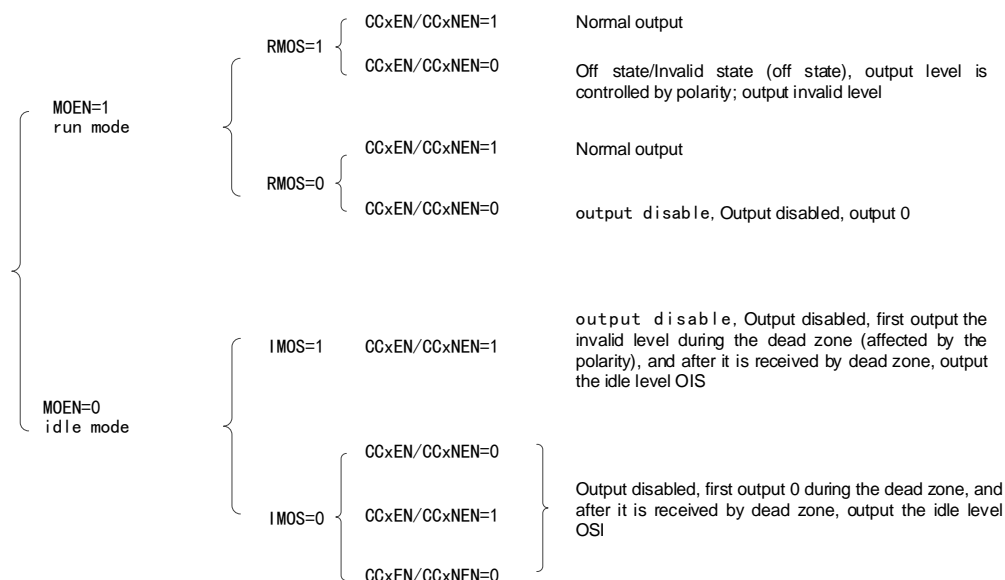 CCxEN/CCxNEN=1 Normal output
RMOS=1
CCxEN/CCxNEN=0 Off state/Invalid state (off state), output level is
controlled by polarity; output invalid level
MOEN=1
run mode
CCxEN/CCxNEN=1 Normal output
RMOS=0
CCxEN/CCxNEN=0 output disable, Output disabled, output 0
output disable, Output disabled, first output the
IMOS=1 CCxEN/CCxNEN=1 invalid level during the dead zone (affected by the
polarity), and after it is received by dead zone, output
the idle level OIS
MOEN=0
idle mode
CCxEN/CCxNEN=0
Output disabled, first output 0 during the dead zone, and
IMOS=0 CCxEN/CCxNEN=1 after it is received by dead zone, output the idle level
OSI
CCxEN/CCxNEN=0